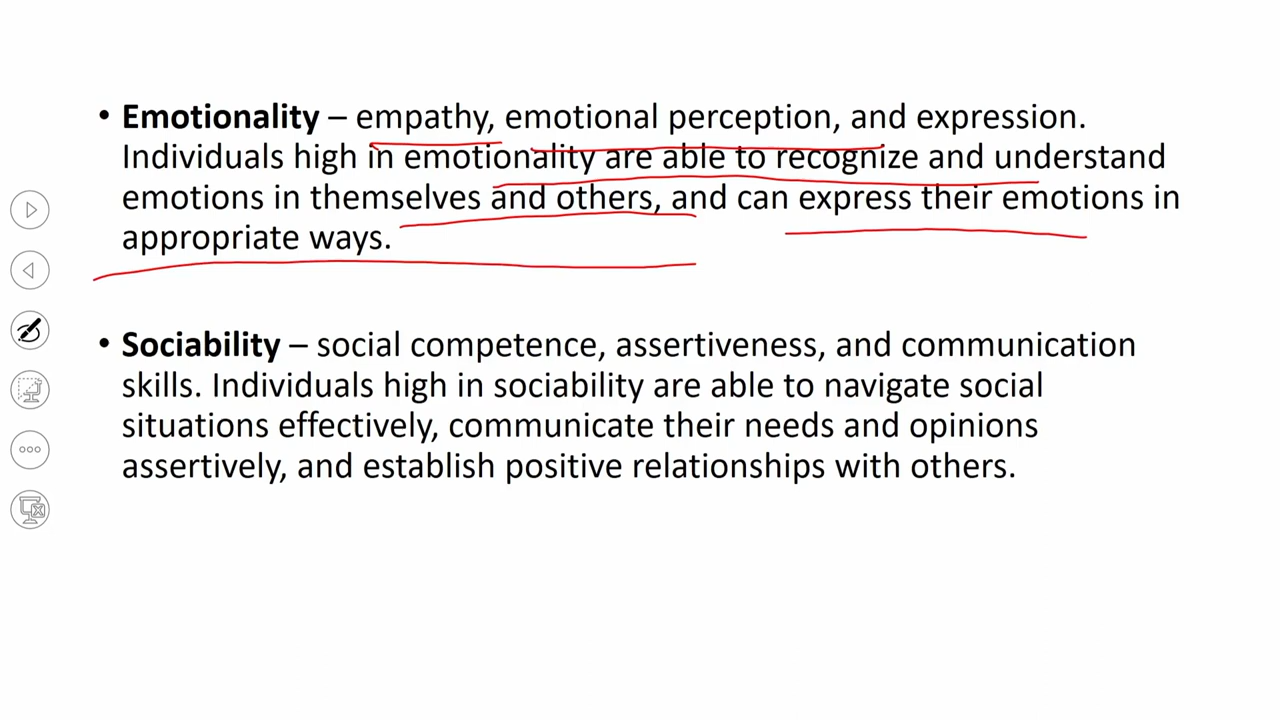 • Emotionality – empathy, emotional perception, and expression.
Individuals high in emotionality are able to recognize and understand
emotions in themselves and others, and can express their emotions in
appropriate ways.
• Sociability – social competence, assertiveness, and communication
skills. Individuals high in sociability are able to navigate social
situations effectively, communicate their needs and opinions
assertively, and establish positive relationships with others.